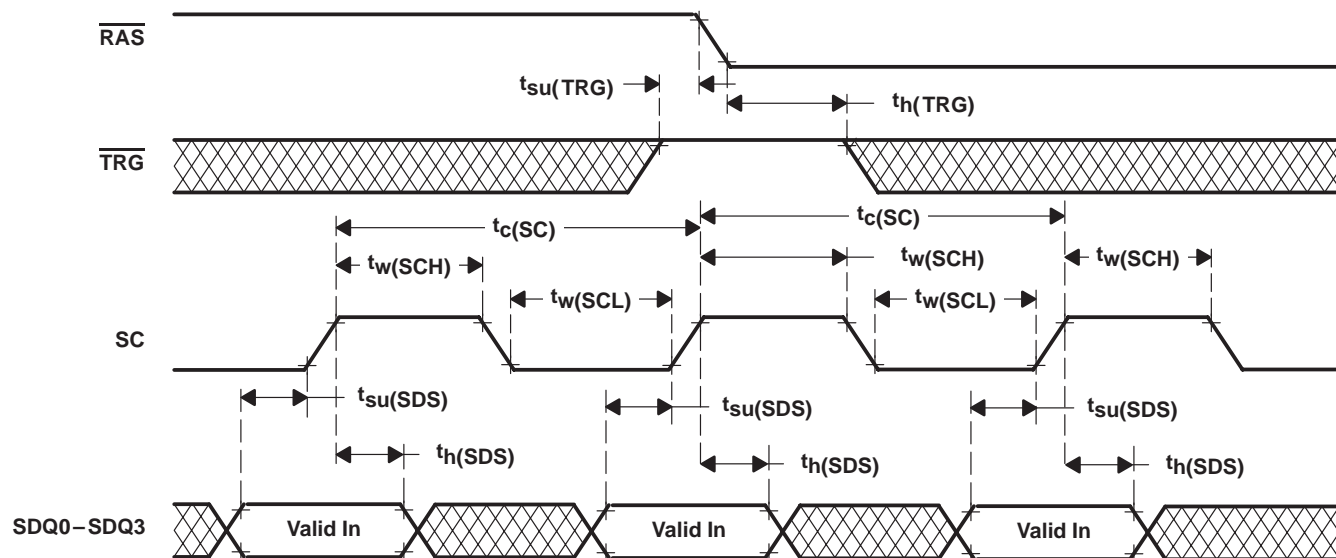 RAS
tsu(TRG)
th(TRG)
TRG
tc(SC)
tc(SC)
tw(SCH)
tw(SCH)
tw(SCH)
tw(SCL)
tw(SCL)
SC
tsu(SDS)
tsu(SDS)
tsu(SDS)
th(SDS)
th(SDS)
th(SDS)
SDQ0–SDQ3
Valid In
Valid In
Valid In